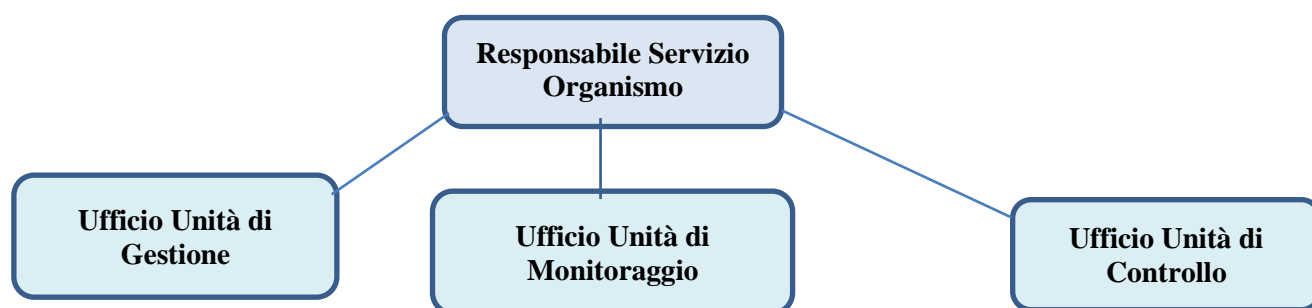 Responsabile Servizio
Organismo
Ufficio Unità di
Gestione
Ufficio Unità di
Monitoraggio
Ufficio Unità di
Controllo